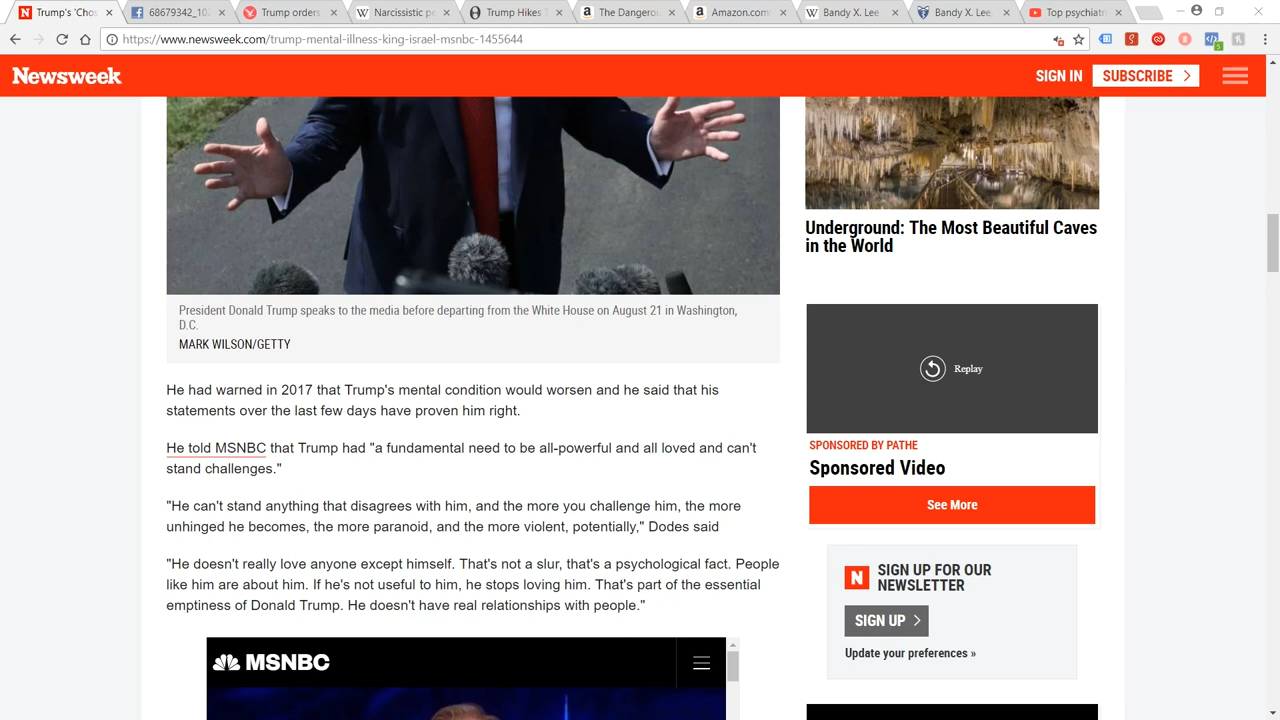 Trump's 'Chos
68679342_102
Trump orders
Narcissistic p
Trump Hikes
The Dangerou
Amazon.com
Bandy X. Lee
Bandy X. Lee,
Top psychiatr
https://www.newsweek.com/trump-mental-illness-king-israel-msnbc-1455644
Newsweek
SIGN IN
SUBSCRIBE
President Donald Trump speaks to the media before departing from the White House on August 21 in Washington,
D.C.
MARK WILSON/GETTY
He had warned in 2017 that Trump's mental condition would worsen and he said that his
statements over the last few days have proven him right.
He told MSNBC that Trump had "a fundamental need to be all-powerful and all loved and can't
stand challenges."
"He can't stand anything that disagrees with him, and the more you challenge him, the more
unhinged he becomes, the more paranoid, and the more violent, potentially," Dodes said
"He doesn't really love anyone except himself. That's not a slur, that's a psychological fact. People
like him are about him. If he's not useful to him, he stops loving him. That's part of the essential
emptiness of Donald Trump. He doesn't have real relationships with people."
MSNBC
Underground: The Most Beautiful Caves
in the World
Replay
SPONSORED BY PATHE
Sponsored Video
See More
N
SIGN UP FOR OUR
NEWSLETTER
SIGN UP
Update your preferences »